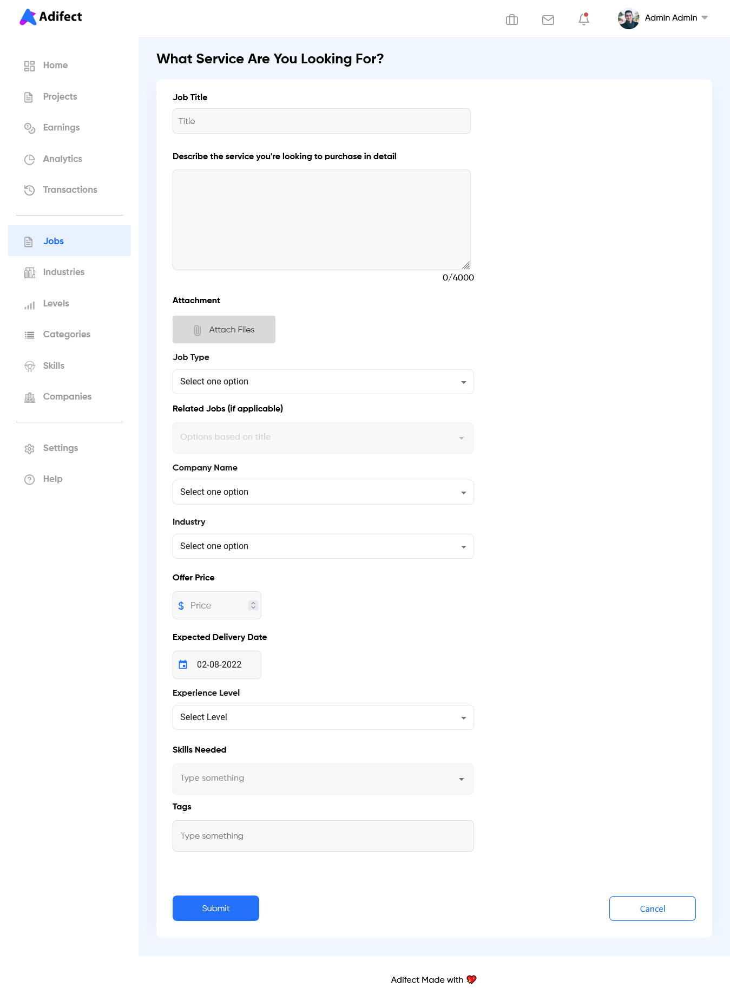 Adifect
Admin Admin
Home
Projects
Earnings
Analytics
Transactions
Jobs
Industries
Levels
Categories
Skills
Companies
Settings
Help
What Service Are You Looking For?
Job Title
Title
Describe the service you're looking to purchase in detail
0/4000
Attachment
Attach Files
Job Type
Select one option
Related Jobs (if applicable)
Options based on title
Company Name
Select one option
Industry
Select one option
Offer Price
$ Price
Expected Delivery Date
02-08-2022
Experience Level
Select Level
Skills Needed
Type something
Tags
Type something
Submit
Cancel
Adifect Made with 💖